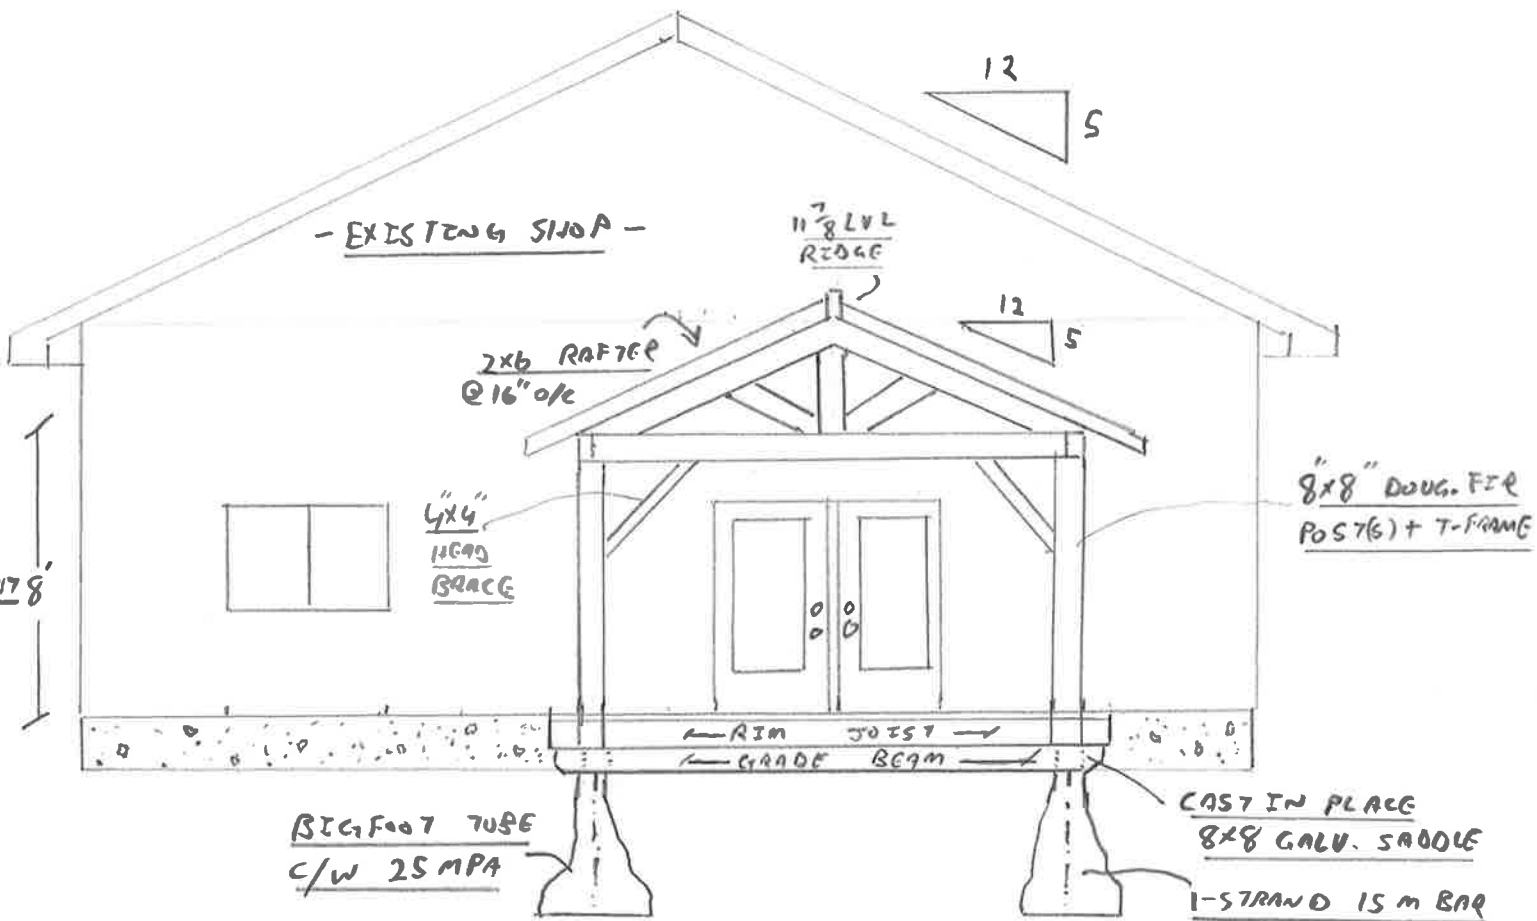 12
5
- EXISTING SHOP -
11 7/8 LVL
RIDGE
12
5
2x6 RAFTER
@ 16" o/c
8'
4"x4"
HEAD
BRACE
8"x8" DOUG. FIR
POST(S) + T-FRAME
← RIM JOIST →
← GRADE BEAM →
BIGFOOT TUBE
C/W 25 MPA
CAST IN PLACE
8x8 GALV. SADDLE
1-STRAND 15 M BAR